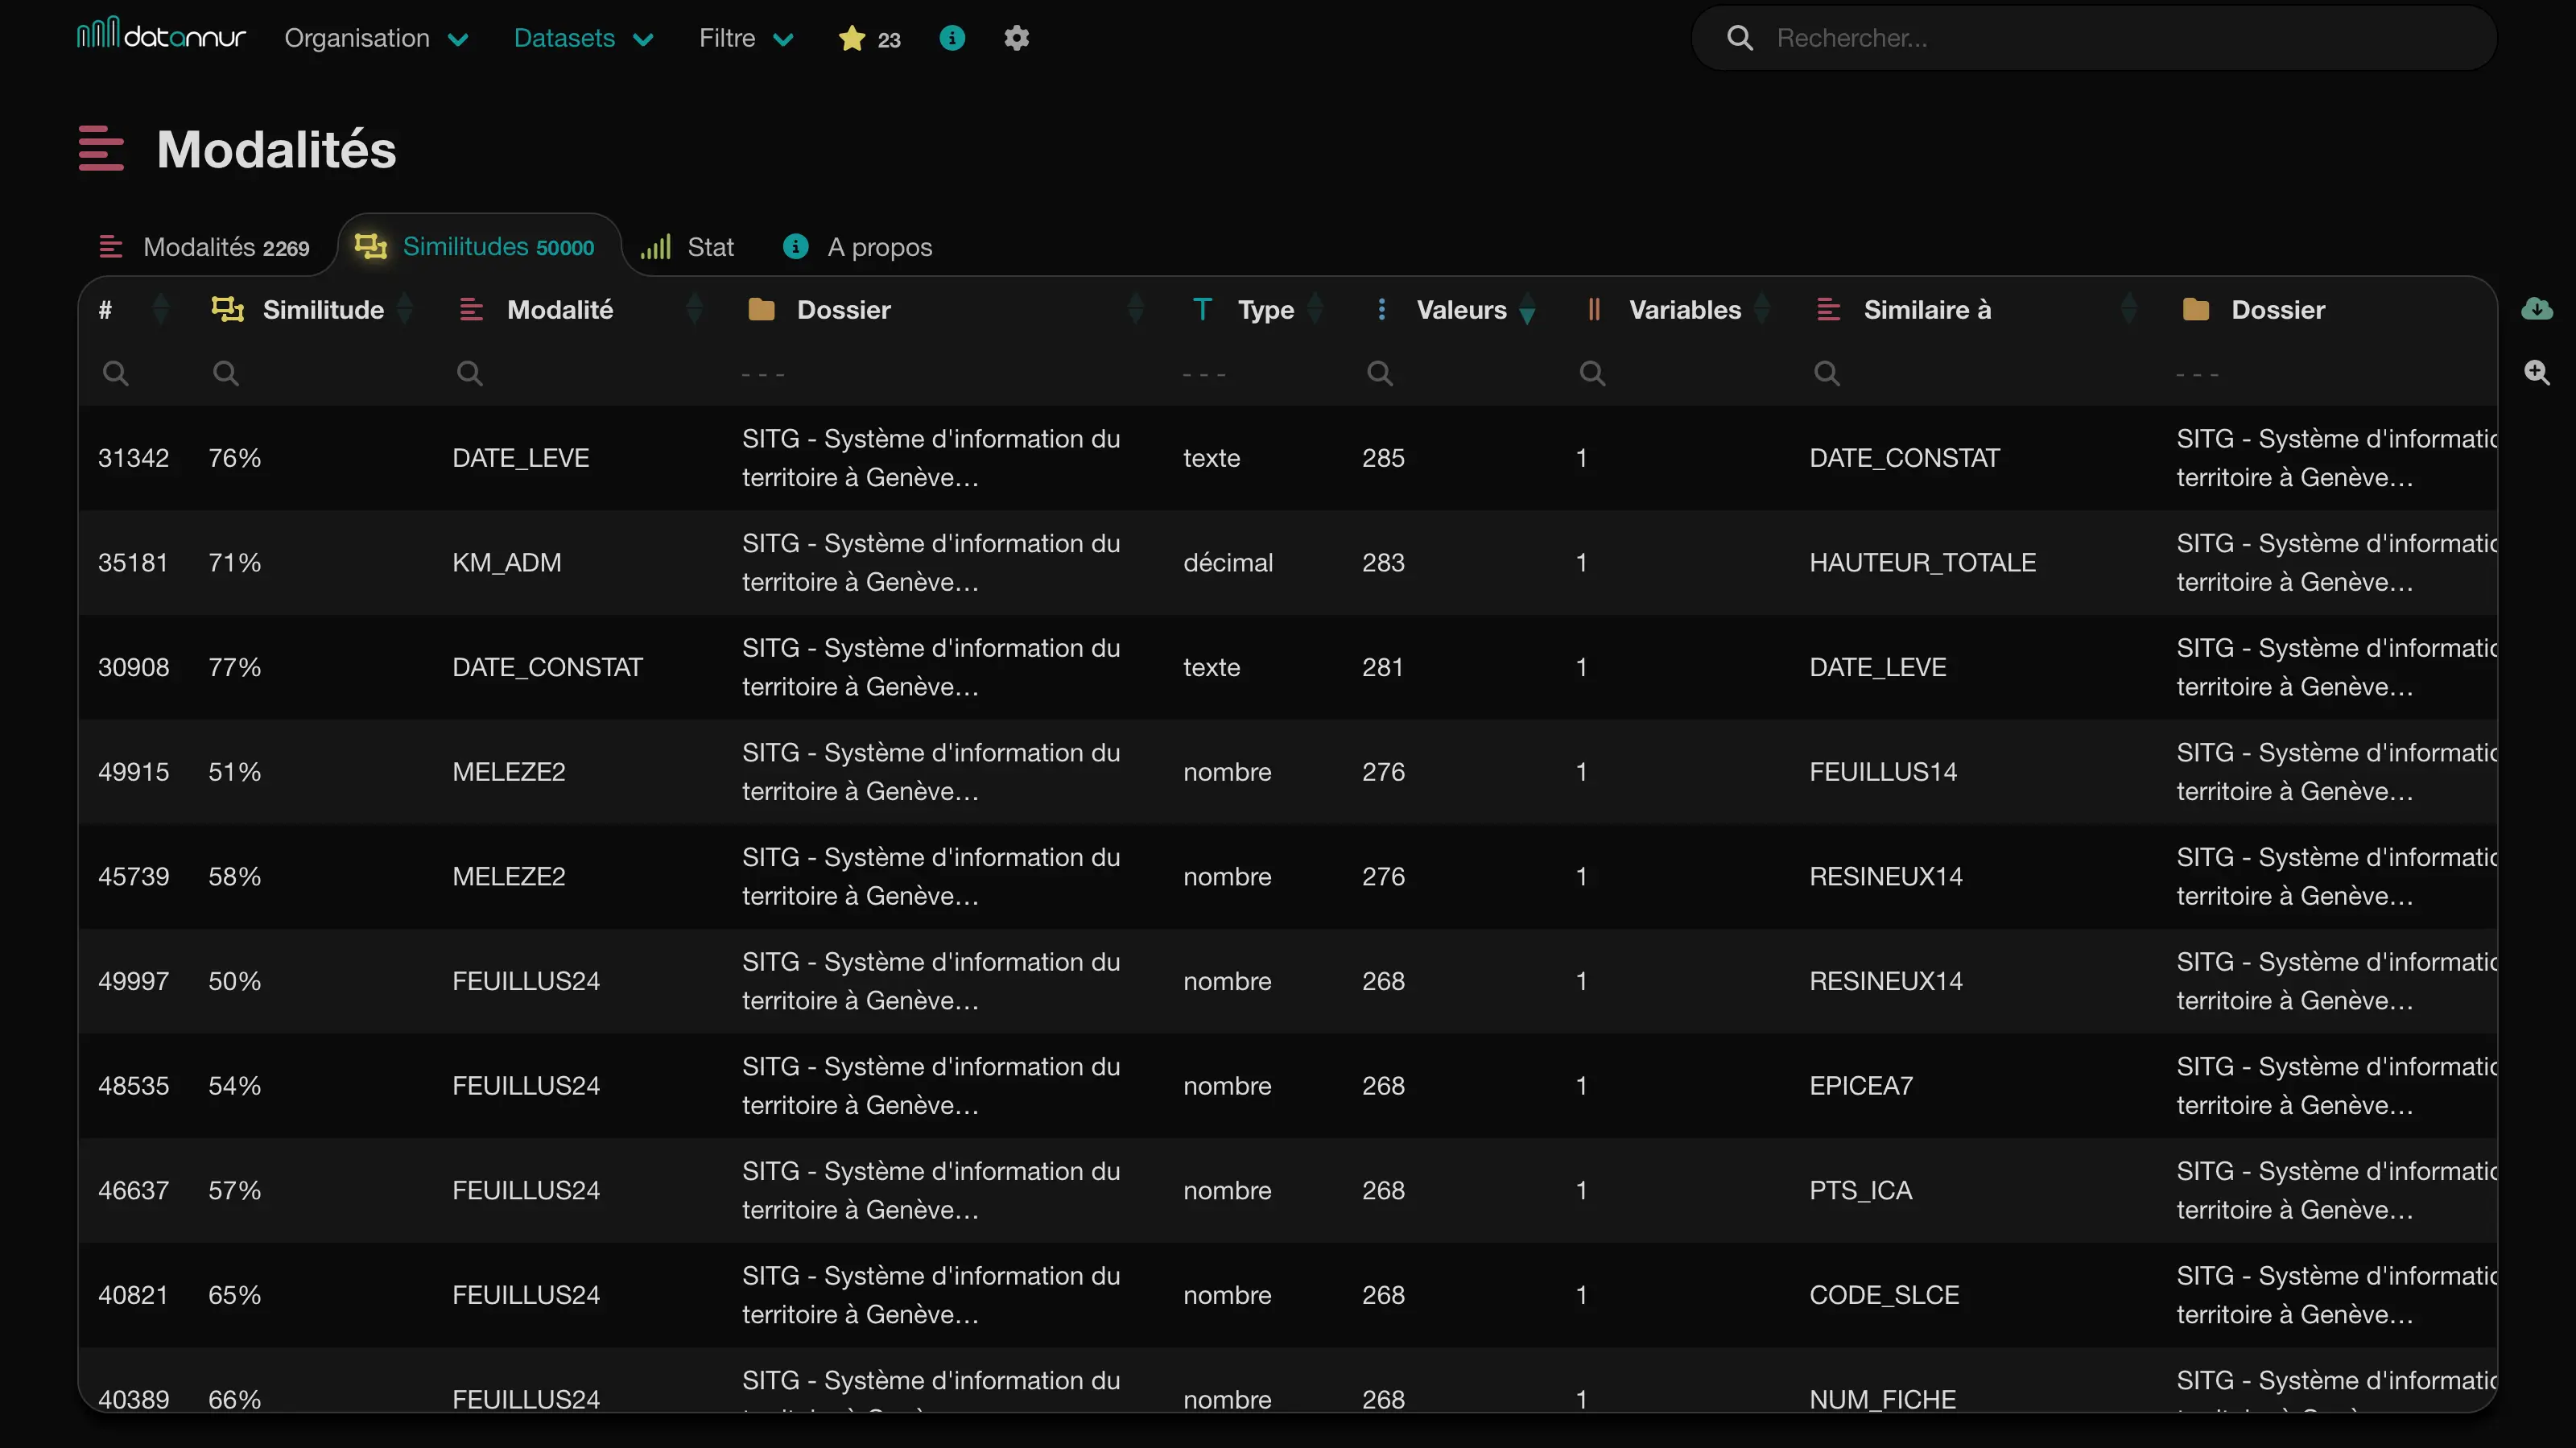 datannur Organisation Datasets Filtre 23 Rechercher...
Modalités
Modalités 2269 Similitudes 50000 Stat A propos
# Similitude Modalité Dossier Type Valeurs Variables Similaire à Dossier
--- --- ---
31342 76% DATE_LEVE SITG - Système d'information du territoire à Genève… texte 285 1 DATE_CONSTAT SITG - Système d'informatic territoire à Genève…
35181 71% KM_ADM SITG - Système d'information du territoire à Genève… décimal 283 1 HAUTEUR_TOTALE SITG - Système d'informatic territoire à Genève…
30908 77% DATE_CONSTAT SITG - Système d'information du territoire à Genève… texte 281 1 DATE_LEVE SITG - Système d'informatic territoire à Genève…
49915 51% MELEZE2 SITG - Système d'information du territoire à Genève… nombre 276 1 FEUILLUS14 SITG - Système d'informatic territoire à Genève…
45739 58% MELEZE2 SITG - Système d'information du territoire à Genève… nombre 276 1 RESINEUX14 SITG - Système d'informatic territoire à Genève…
49997 50% FEUILLUS24 SITG - Système d'information du territoire à Genève… nombre 268 1 RESINEUX14 SITG - Système d'informatic territoire à Genève…
48535 54% FEUILLUS24 SITG - Système d'information du territoire à Genève… nombre 268 1 EPICEA7 SITG - Système d'informatic territoire à Genève…
46637 57% FEUILLUS24 SITG - Système d'information du territoire à Genève… nombre 268 1 PTS_ICA SITG - Système d'informatic territoire à Genève…
40821 65% FEUILLUS24 SITG - Système d'information du territoire à Genève… nombre 268 1 CODE_SLCE SITG - Système d'informatic territoire à Genève…
40389 66% FEUILLUS24 SITG - Système d'information du nombre 268 1 NUM_FICHE SITG - Système d'informatic